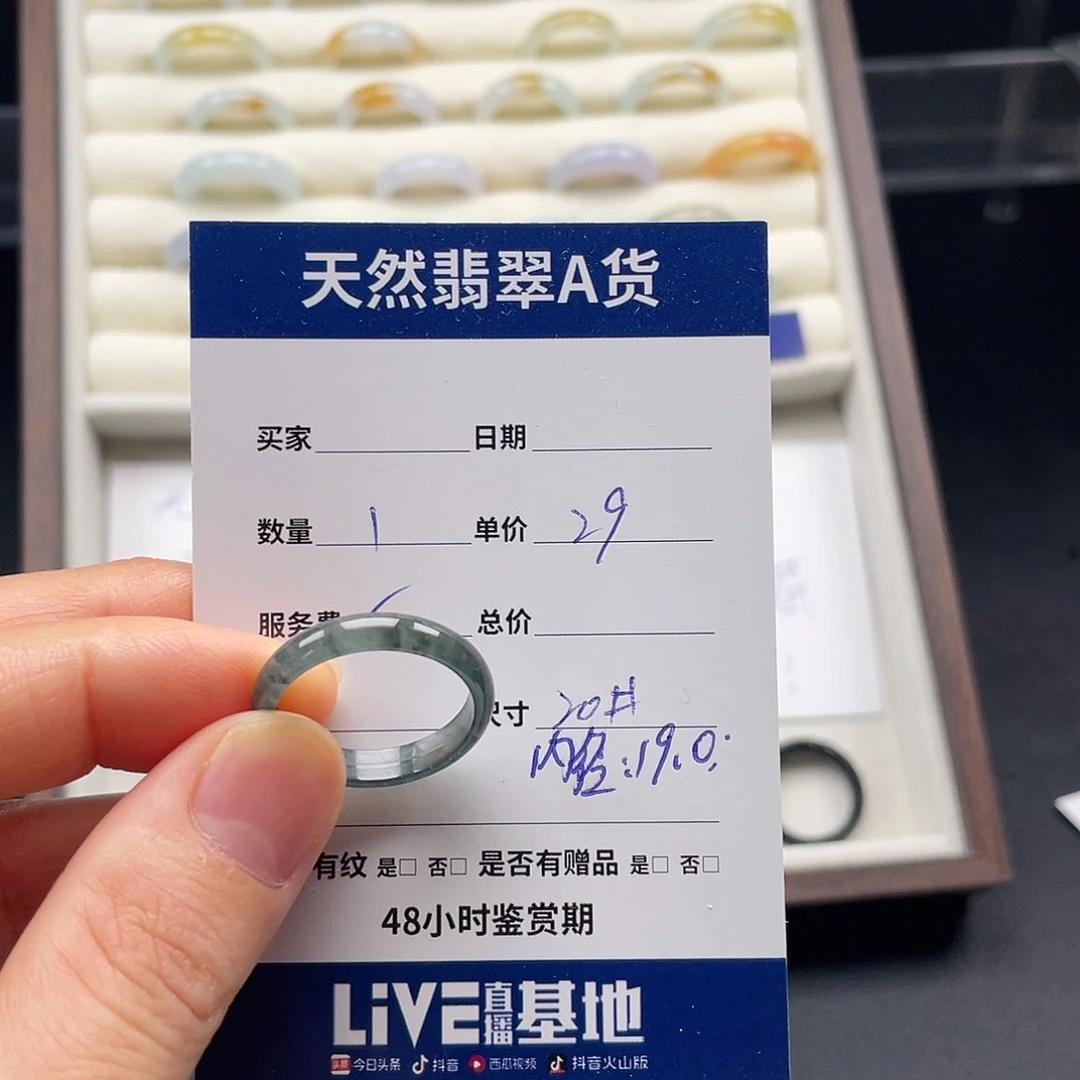 天然翡翠A货
买家 日期
数量 1 单价 29
服务费 总价
尺寸 20#
内径:19.0
有纹 是□ 否□ 是否有赠品 是□ 否□
48小时鉴赏期
LiVE直播基地
头条 今日头条 抖音 西瓜视频 抖音火山版